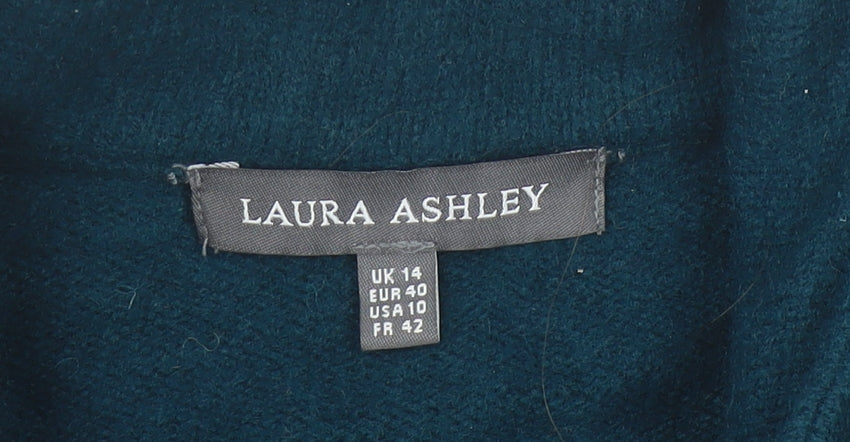 LAURA ASHLEY
UK 14
EUR 40
USA 10
FR 42